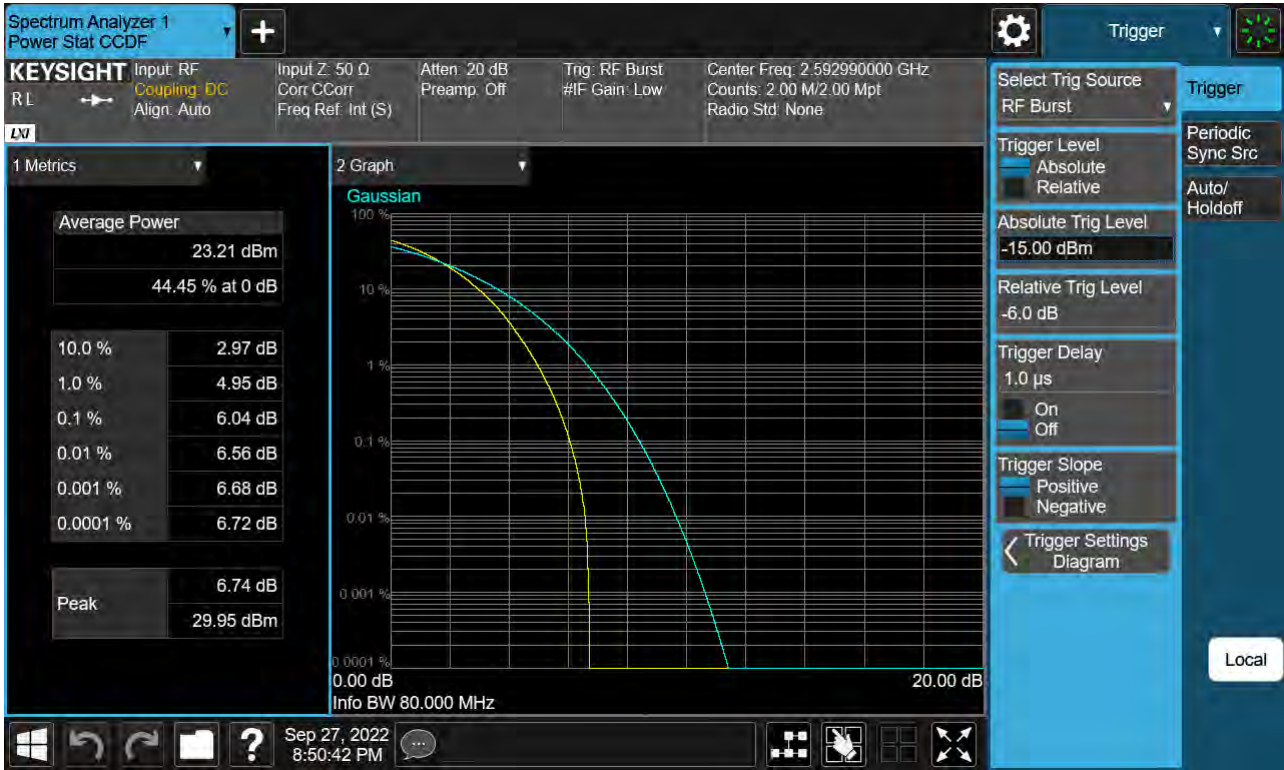 Spectrum Analyzer 1
Power Stat CCDF
+
Trigger
KEYSIGHT
Input: RF
Input Z: 50 Ω
Atten: 20 dB
Trig: RF Burst
Center Freq: 2.592990000 GHz
R L
Coupling: DC
Corr CCorr
Preamp: Off
#IF Gain: Low
Counts: 2.00 M/2.00 Mpt
Align: Auto
Freq Ref: Int (S)
Radio Std: None
LXI
1 Metrics
Average Power
23.21 dBm
44.45 % at 0 dB
10.0 % 2.97 dB
1.0 % 4.95 dB
0.1 % 6.04 dB
0.01 % 6.56 dB
0.001 % 6.68 dB
0.0001 % 6.72 dB
Peak
6.74 dB
29.95 dBm
2 Graph
Gaussian
100 %
10 %
1 %
0.1 %
0.01 %
0.001 %
0.0001 %
0.00 dB 20.00 dB
Info BW 80.000 MHz
Select Trig Source
RF Burst
Trigger Level
Absolute
Relative
Absolute Trig Level
-15.00 dBm
Relative Trig Level
-6.0 dB
Trigger Delay
1.0 µs
On
Off
Trigger Slope
Positive
Negative
Trigger Settings
Diagram
Trigger
Periodic
Sync Src
Auto/
Holdoff
Local
?
Sep 27, 2022
8:50:42 PM